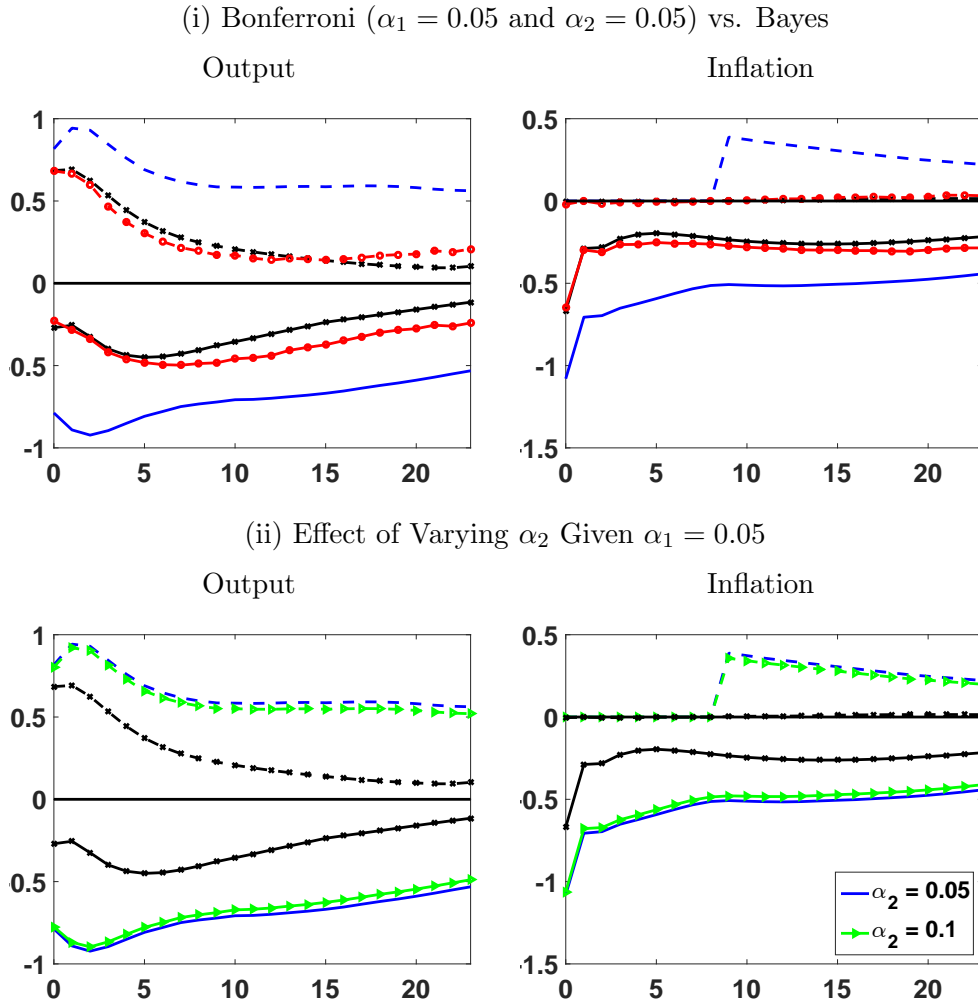 (i) Bonferroni (α₁ = 0.05 and α₂ = 0.05) vs. Bayes
Output Inflation
1
0.5
0
-0.5
-1
0 5 10 15 20
0.5
0
-0.5
-1
-1.5
0 5 10 15 20
(ii) Effect of Varying α₂ Given α₁ = 0.05
Output Inflation
1
0.5
0
-0.5
-1
0 5 10 15 20
0.5
0
-0.5
-1
-1.5
0 5 10 15 20
α₂ = 0.05
α₂ = 0.1